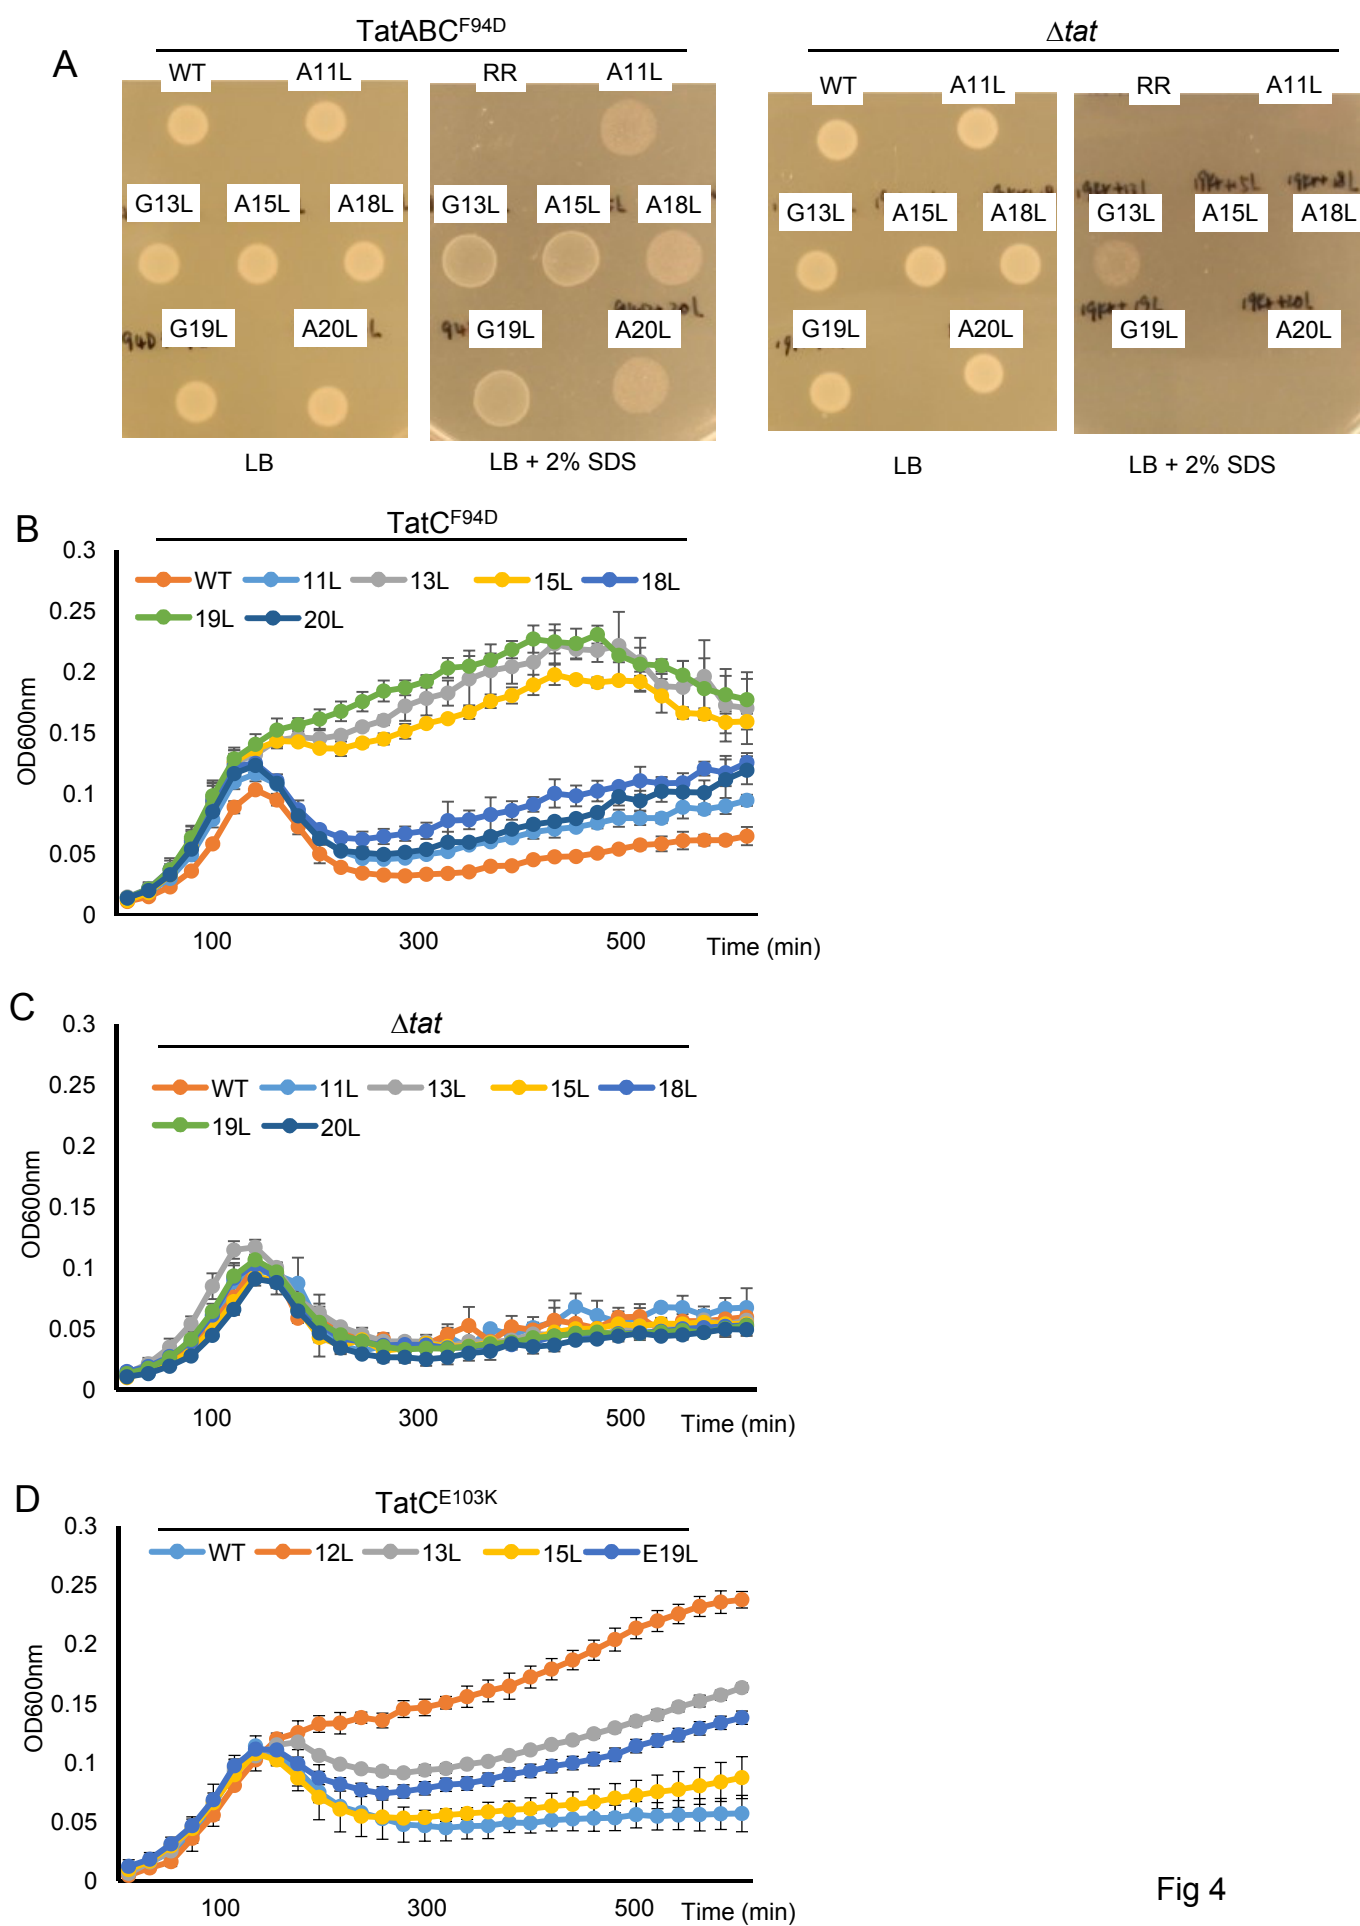 TatABC^F94D
Δtat
A
WT
A11L
RR
A11L
WT
A11L
RR
A11L
G13L
A15L
A18L
G13L
A15L
A18L
G13L
A15L
A18L
G13L
A15L
A18L
G19L
A20L
G19L
A20L
G19L
A20L
G19L
A20L
LB
LB + 2% SDS
LB
LB + 2% SDS
B
TatC^F94D
0.3
0.25
0.2
0.15
0.1
0.05
0
OD600nm
WT
11L
13L
15L
18L
19L
20L
100
300
500
Time (min)
C
Δtat
0.3
0.25
0.2
0.15
0.1
0.05
0
OD600nm
WT
11L
13L
15L
18L
19L
20L
100
300
500
Time (min)
D
TatC^E103K
0.3
0.25
0.2
0.15
0.1
0.05
0
OD600nm
WT
12L
13L
15L
E19L
100
300
500
Time (min)
Fig 4